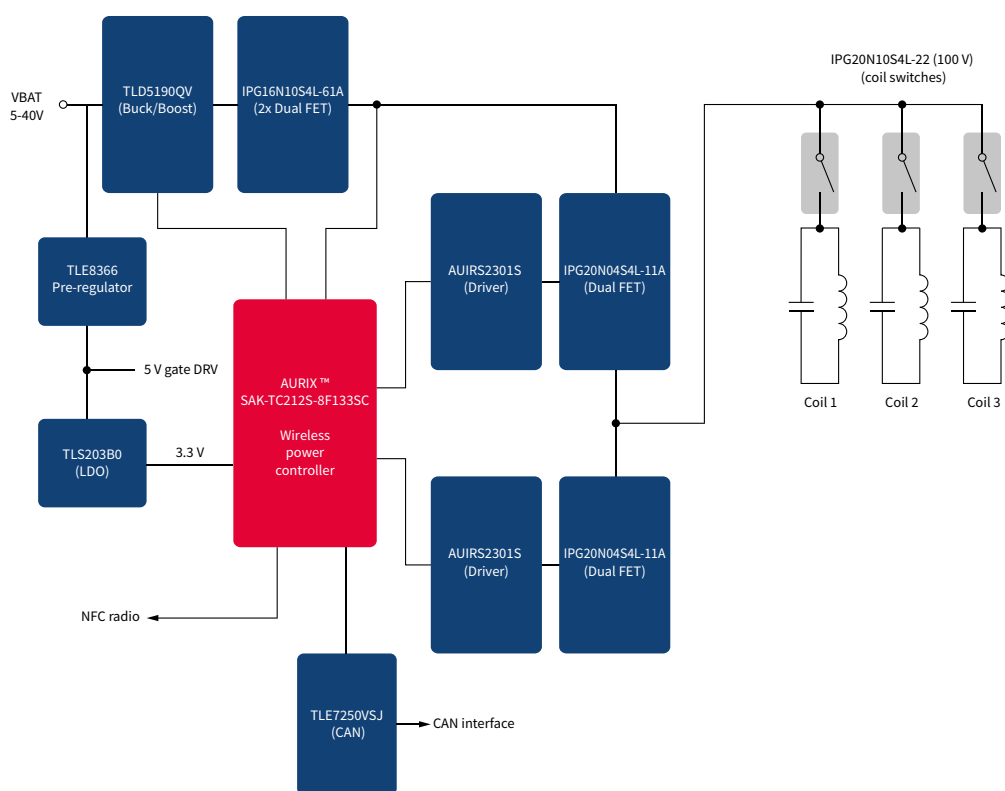 IPG20N10S4L-22 (100 V)
(coil switches)
VBAT
5-40V
TLD5190QV
(Buck/Boost)
IPG16N10S4L-61A
(2x Dual FET)
TLE8366
Pre-regulator
AUIRS2301S
(Driver)
IPG20N04S4L-11A
(Dual FET)
5 V gate DRV
AURIX™
SAK-TC212S-8F133SC
Wireless
power
controller
Coil 1
Coil 2
Coil 3
TLS203B0
(LDO)
3.3 V
AUIRS2301S
(Driver)
IPG20N04S4L-11A
(Dual FET)
NFC radio
TLE7250VSJ
(CAN)
CAN interface